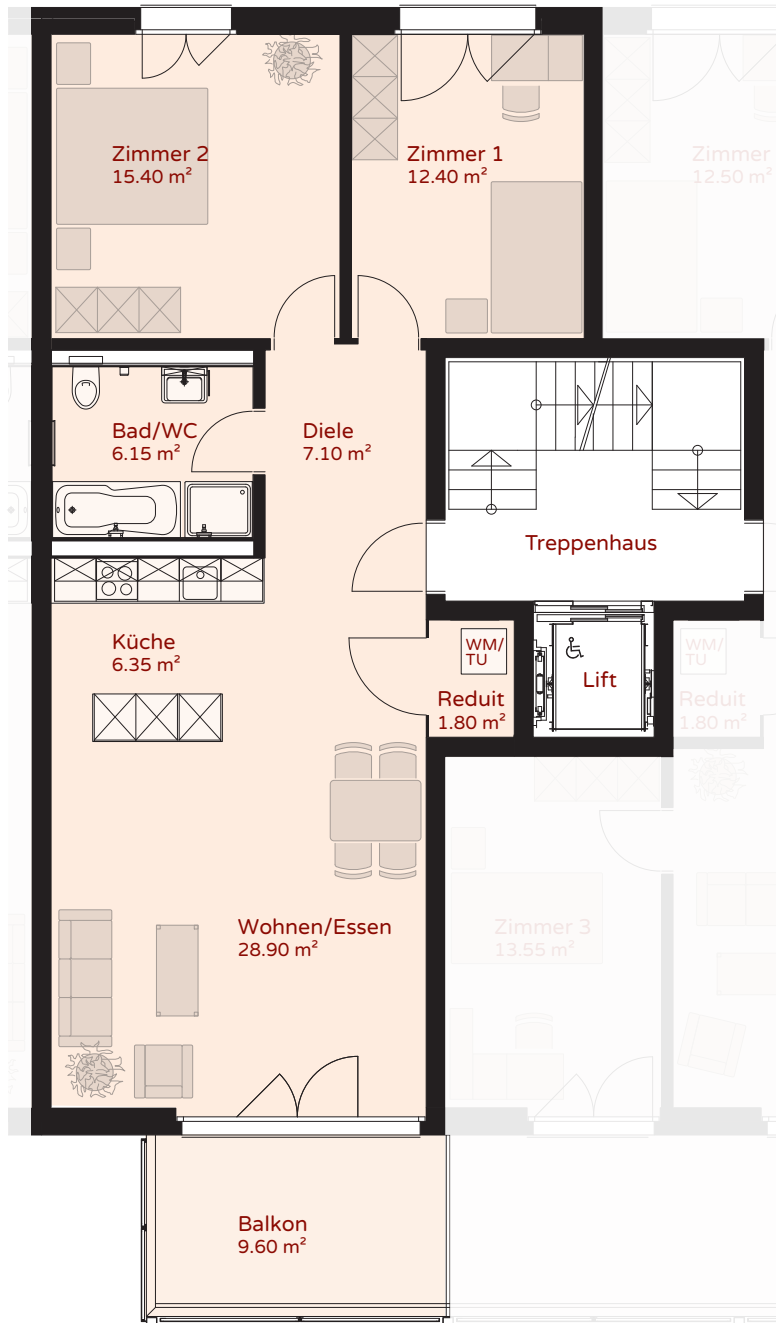 Zimmer 2
15.40 m²
Zimmer 1
12.40 m²
Zimmer
12.50 m²
Bad/WC
6.15 m²
Diele
7.10 m²
Treppenhaus
Küche
6.35 m²
WM/
TU
Reduit
1.80 m²
Lift
WM/
TU
Reduit
1.80 m²
Wohnen/Essen
28.90 m²
Zimmer 3
13.55 m²
Balkon
9.60 m²